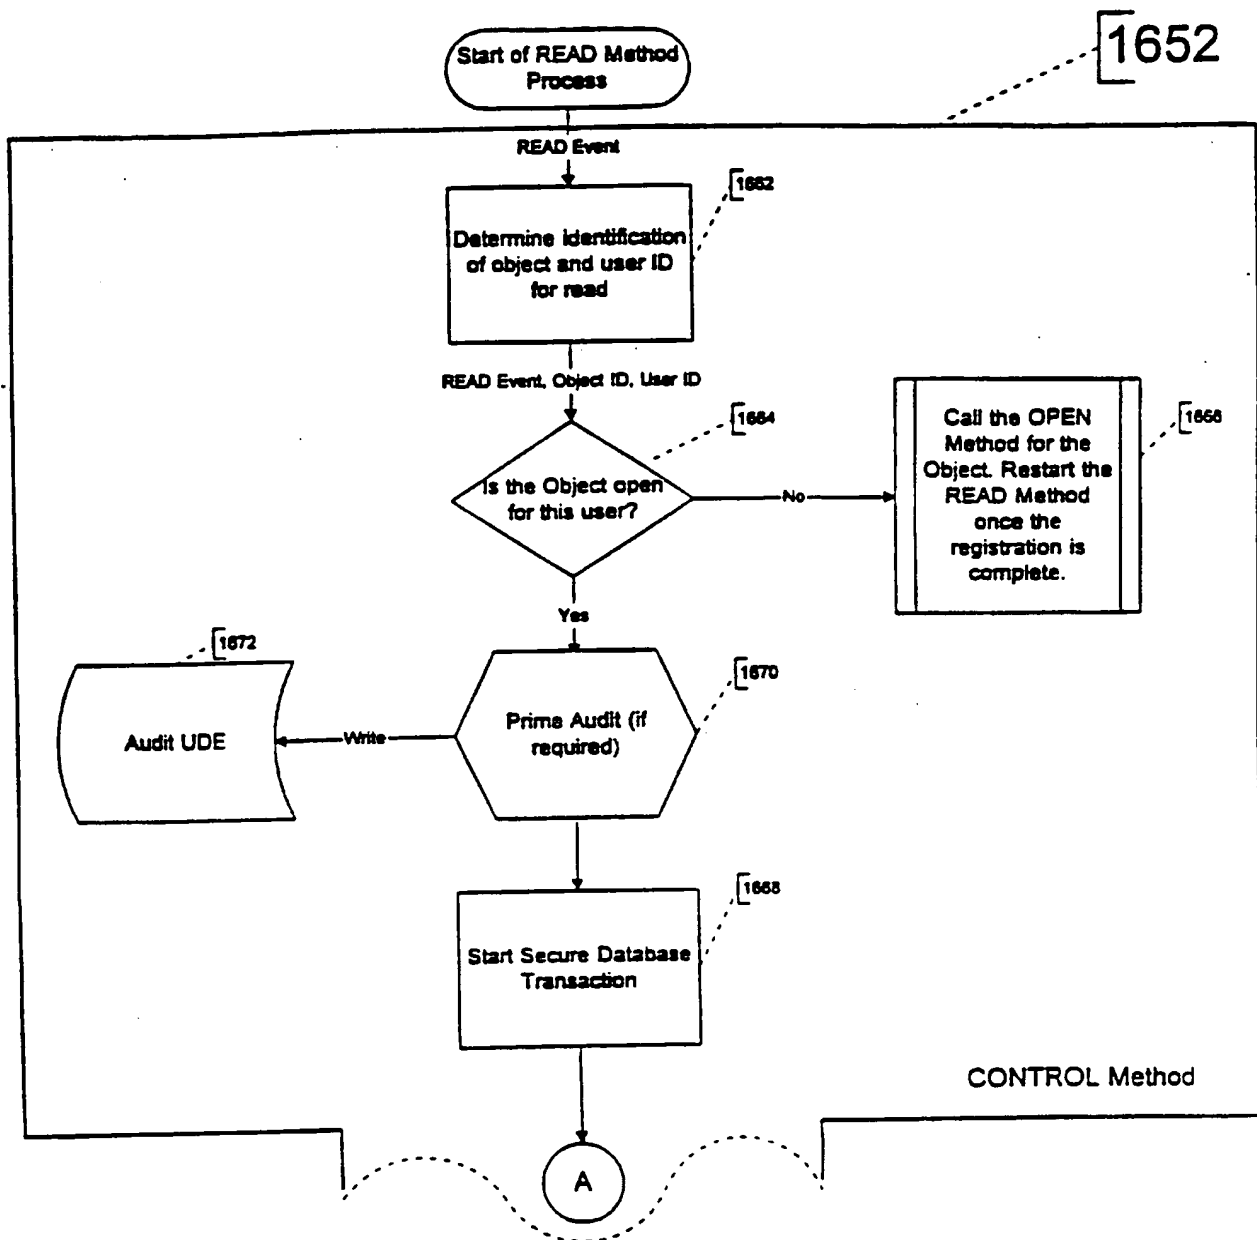 1652
Start of READ Method
Process
READ Event
1662
Determine identification
of object and user ID
for read
READ Event, Object ID, User ID
1664
Is the Object open
for this user?
No
Call the OPEN
Method for the
Object. Restart the
READ Method
once the
registration is
complete.
1656
Yes
1672
Audit UDE
Write
Prime Audit (if
required)
1670
1668
Start Secure Database
Transaction
CONTROL Method
A